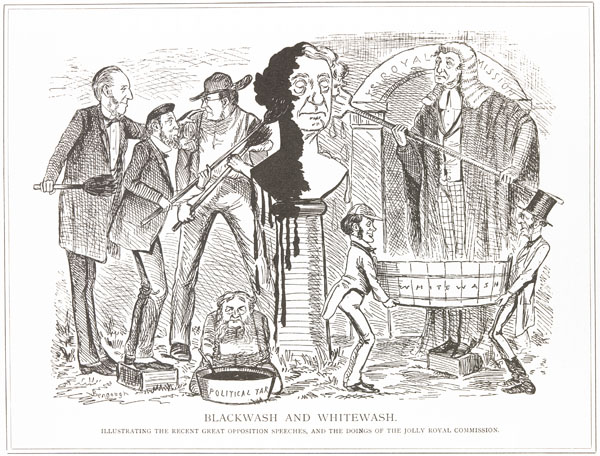 ROYAL
WHITEWASH
POLITICAL TAR
Bengough
BLACKWASH AND WHITEWASH.
ILLUSTRATING THE RECENT GREAT OPPOSITION SPEECHES, AND THE DOINGS OF THE JOLLY ROYAL COMMISSION.